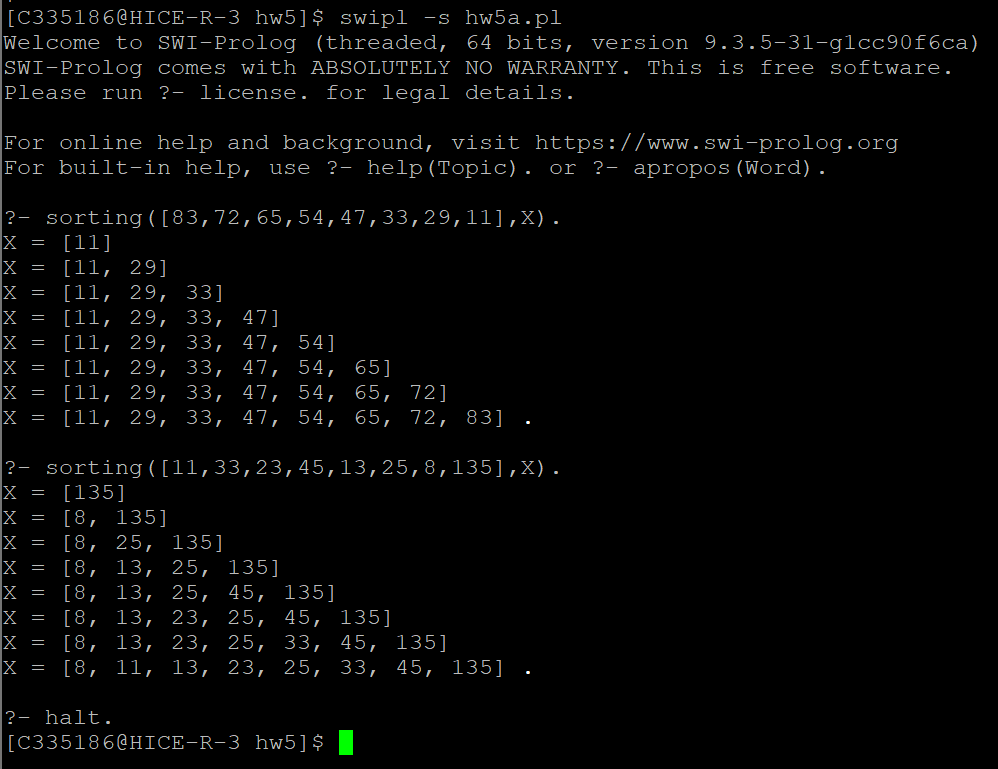 [C335186@HICE-R-3 hw5]$ swipl -s hw5a.pl
Welcome to SWI-Prolog (threaded, 64 bits, version 9.3.5-31-g1cc90f6ca)
SWI-Prolog comes with ABSOLUTELY NO WARRANTY. This is free software.
Please run ?- license. for legal details.
For online help and background, visit https://www.swi-prolog.org
For built-in help, use ?- help(Topic). or ?- apropos(Word).
?- sorting([83,72,65,54,47,33,29,11],X).
X = [11]
X = [11, 29]
X = [11, 29, 33]
X = [11, 29, 33, 47]
X = [11, 29, 33, 47, 54]
X = [11, 29, 33, 47, 54, 65]
X = [11, 29, 33, 47, 54, 65, 72]
X = [11, 29, 33, 47, 54, 65, 72, 83] .
?- sorting([11,33,23,45,13,25,8,135],X).
X = [135]
X = [8, 135]
X = [8, 25, 135]
X = [8, 13, 25, 135]
X = [8, 13, 25, 45, 135]
X = [8, 13, 23, 25, 45, 135]
X = [8, 13, 23, 25, 33, 45, 135]
X = [8, 11, 13, 23, 25, 33, 45, 135] .
?- halt.
[C335186@HICE-R-3 hw5]$